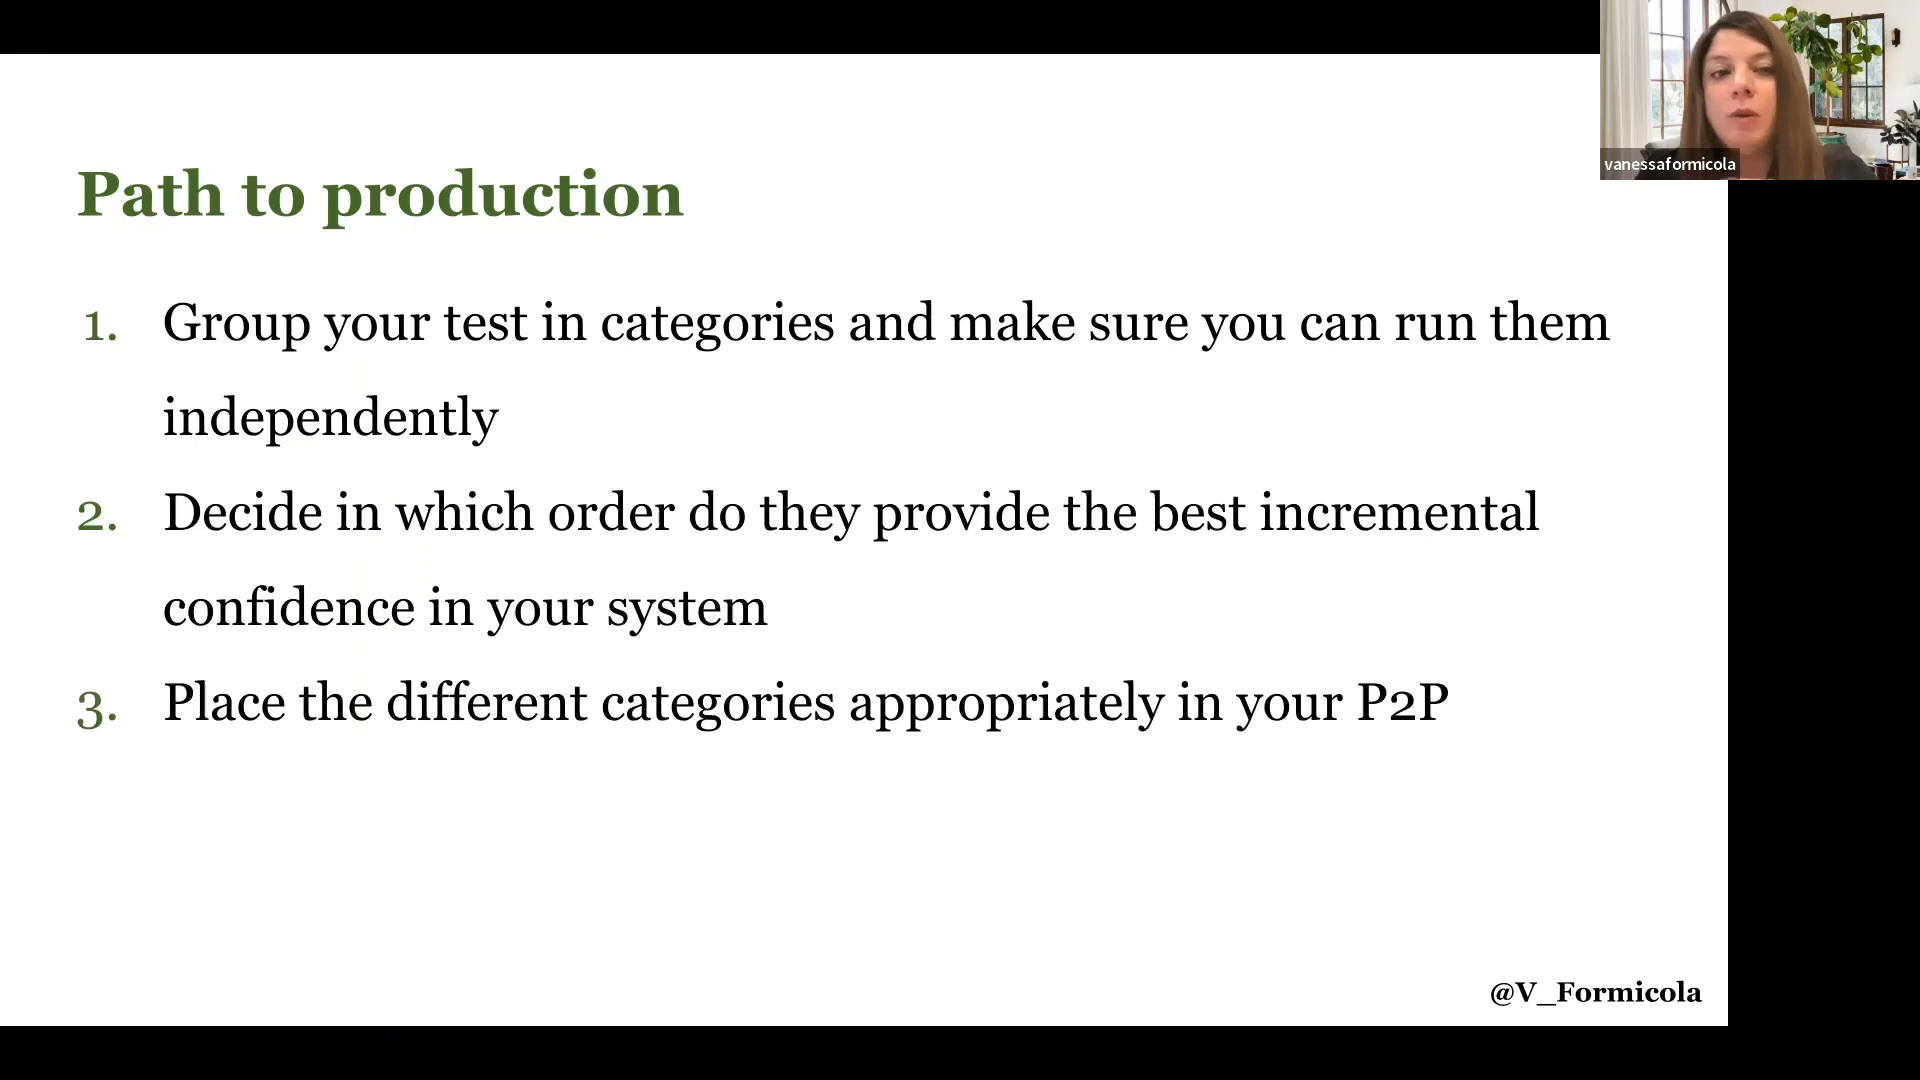 vanessaformicola
Path to production
1. Group your test in categories and make sure you can run them
independently
2. Decide in which order do they provide the best incremental
confidence in your system
3. Place the different categories appropriately in your P2P
@V_Formicola